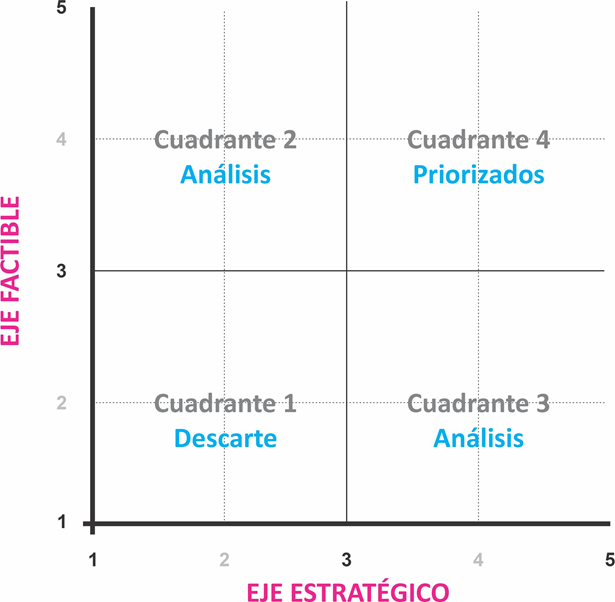 5
4
Cuadrante 2
Cuadrante 4
Análisis
Priorizados
EJE FACTIBLE
3
2
Cuadrante 1
Cuadrante 3
Descarte
Análisis
1
1
2
3
4
5
EJE ESTRATÉGICO